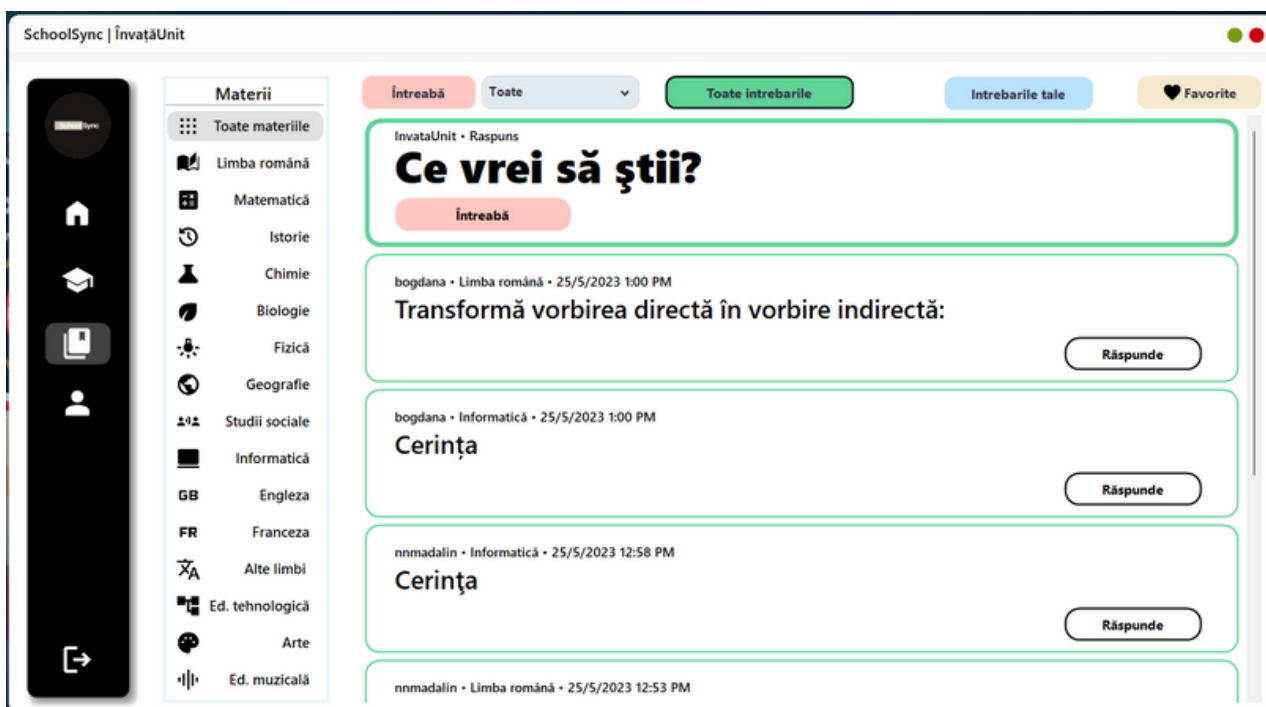 SchoolSync | ÎnvațăUnit
SchoolSync
Materii
Toate materiile
Limba română
Matematică
Istorie
Chimie
Biologie
Fizică
Geografie
Studii sociale
Informatică
GB Engleza
FR Franceza
Alte limbi
Ed. tehnologică
Arte
Ed. muzicală
Întreabă
Toate
Toate intrebarile
Intrebarile tale
Favorite
InvataUnit • Raspuns
Ce vrei să ştii?
Întreabă
bogdana • Limba română • 25/5/2023 1:00 PM
Transformă vorbirea directă în vorbire indirectă:
Răspunde
bogdana • Informatică • 25/5/2023 1:00 PM
Cerința
Răspunde
nnmadalin • Informatică • 25/5/2023 12:58 PM
Cerinţa
Răspunde
nnmadalin • Limba română • 25/5/2023 12:53 PM